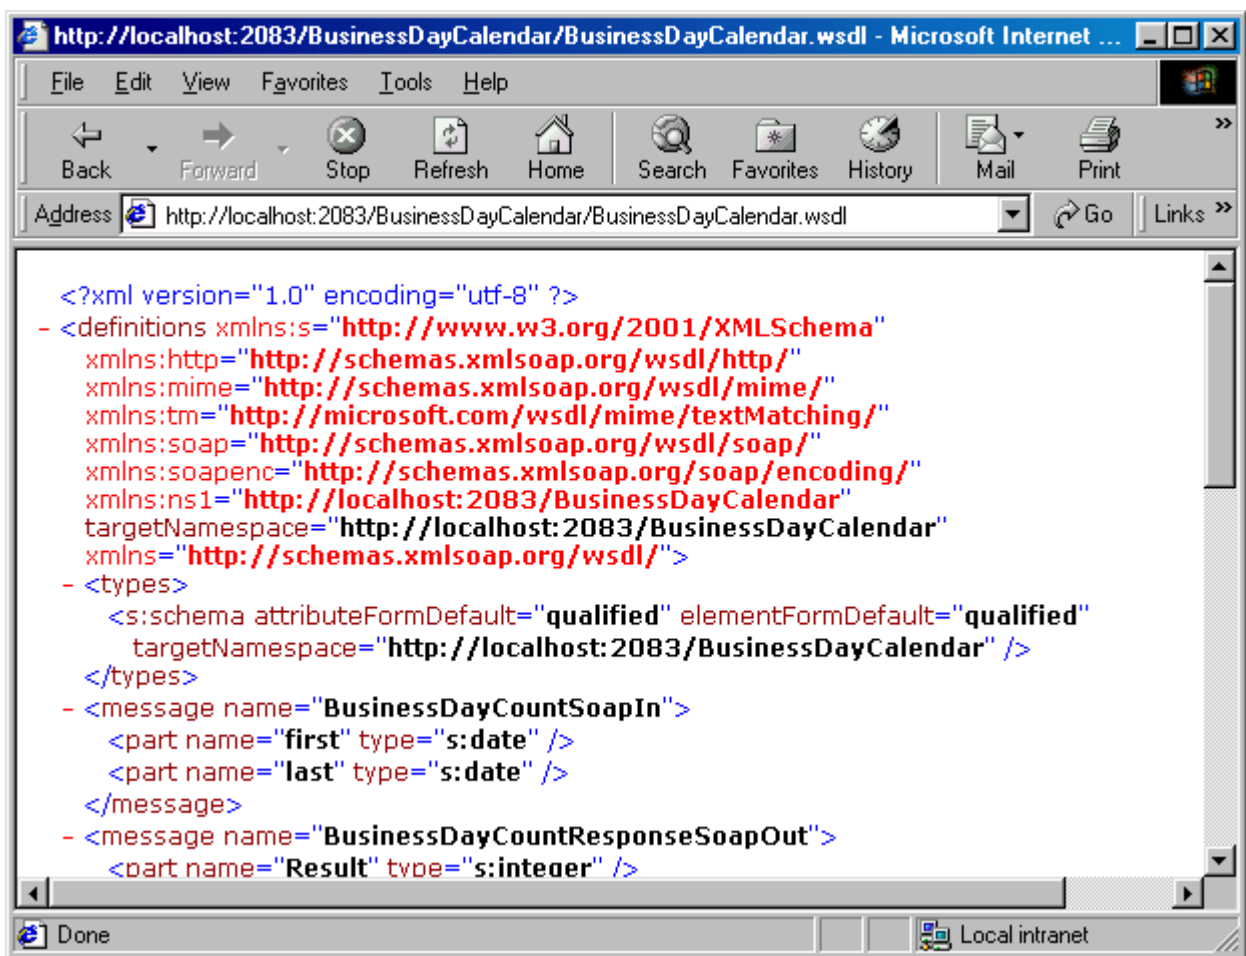 http://localhost:2083/BusinessDayCalendar/BusinessDayCalendar.wsdl - Microsoft Internet ...
File Edit View Favorites Tools Help
Back Forward Stop Refresh Home Search Favorites History Mail Print »
Address http://localhost:2083/BusinessDayCalendar/BusinessDayCalendar.wsdl Go Links »
<?xml version="1.0" encoding="utf-8" ?>
- <definitions xmlns:s="http://www.w3.org/2001/XMLSchema"
xmlns:http="http://schemas.xmlsoap.org/wsdl/http/"
xmlns:mime="http://schemas.xmlsoap.org/wsdl/mime/"
xmlns:tm="http://microsoft.com/wsdl/mime/textMatching/"
xmlns:soap="http://schemas.xmlsoap.org/wsdl/soap/"
xmlns:soapenc="http://schemas.xmlsoap.org/soap/encoding/"
xmlns:ns1="http://localhost:2083/BusinessDayCalendar"
targetNamespace="http://localhost:2083/BusinessDayCalendar"
xmlns="http://schemas.xmlsoap.org/wsdl/">
- <types>
<s:schema attributeFormDefault="qualified" elementFormDefault="qualified"
targetNamespace="http://localhost:2083/BusinessDayCalendar" />
</types>
- <message name="BusinessDayCountSoapIn">
<part name="first" type="s:date" />
<part name="last" type="s:date" />
</message>
- <message name="BusinessDayCountResponseSoapOut">
<part name="Result" type="s:integer" />
Done Local intranet